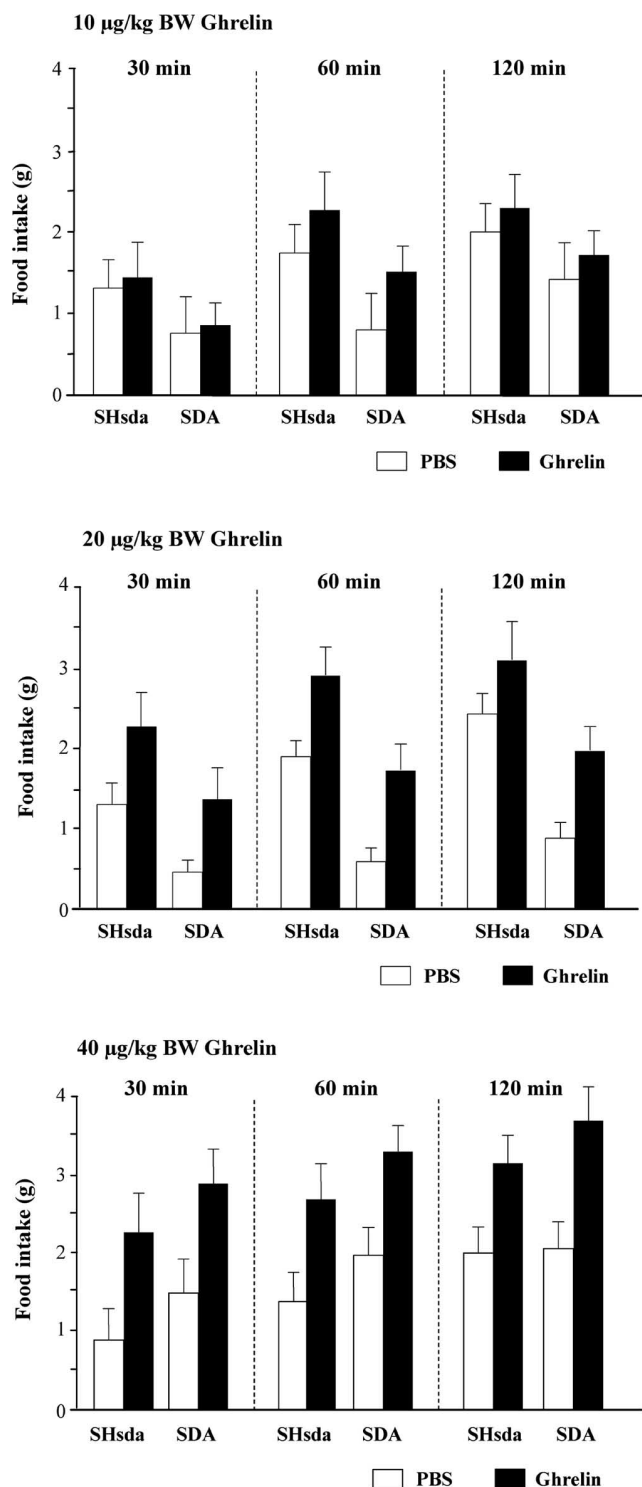 10 µg/kg BW Ghrelin
30 min 60 min 120 min
Food intake (g)
4
3
2
1
0
SHsda SDA SHsda SDA SHsda SDA
PBS Ghrelin
20 µg/kg BW Ghrelin
30 min 60 min 120 min
Food intake (g)
4
3
2
1
0
SHsda SDA SHsda SDA SHsda SDA
PBS Ghrelin
40 µg/kg BW Ghrelin
30 min 60 min 120 min
Food intake (g)
4
3
2
1
0
SHsda SDA SHsda SDA SHsda SDA
PBS Ghrelin